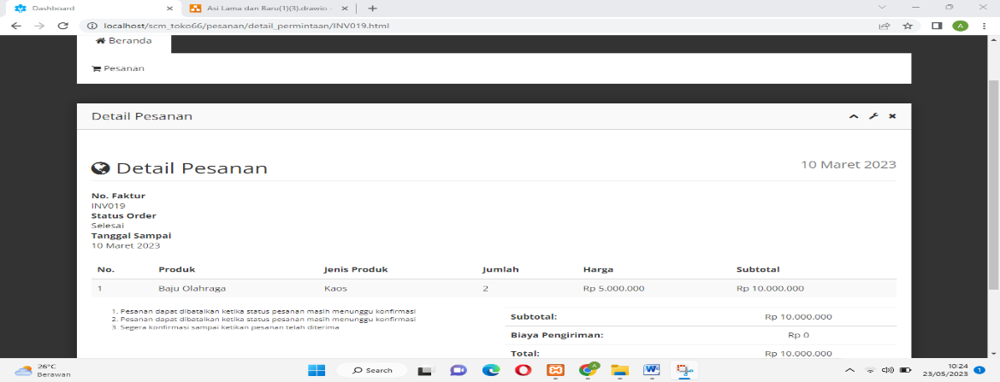 Dashboard
Asi Lama dan Baru(1)(3).drawio -
localhost/scm_toko66/pesanan/detail_permintaan/INV019.html
A
Beranda
Pesanan
Detail Pesanan
Detail Pesanan
10 Maret 2023
No. Faktur
INV019
Status Order
Selesai
Tanggal Sampai
10 Maret 2023
No. Produk Jenis Produk Jumlah Harga Subtotal
1 Baju Olahraga Kaos 2 Rp 5.000.000 Rp 10.000.000
1. Pesanan dapat dibatalkan ketika status pesanan masih menunggu konfirmasi
2. Pesanan dapat dibatalkan ketika status pesanan masih menunggu konfirmasi
3. Segera konfirmasi sampai ketikan pesanan telah diterima
Subtotal: Rp 10.000.000
Biaya Pengiriman: Rp 0
Total: Rp 10.000.000
26°C
Berawan
Search
A
W
10:24
23/05/2023
1